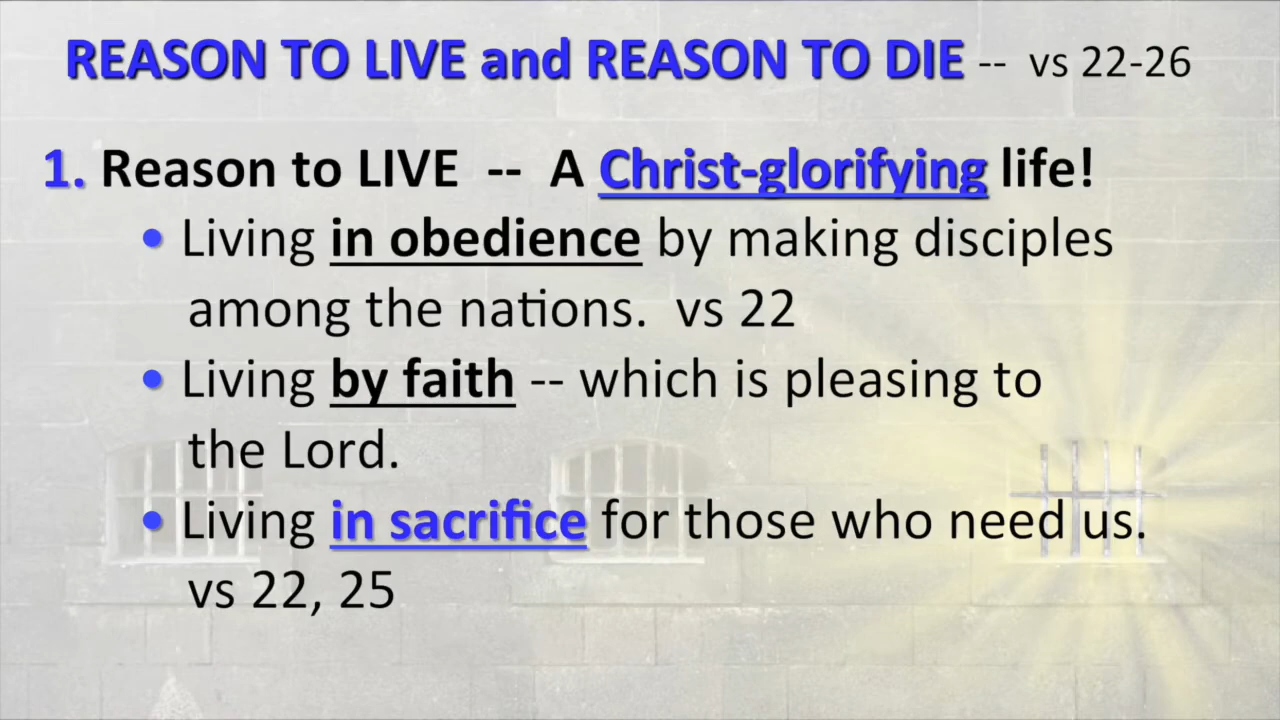 REASON TO LIVE and REASON TO DIE -- vs 22-26
1. Reason to LIVE -- A Christ-glorifying life!
• Living in obedience by making disciples
among the nations. vs 22
• Living by faith -- which is pleasing to
the Lord.
• Living in sacrifice for those who need us.
vs 22, 25